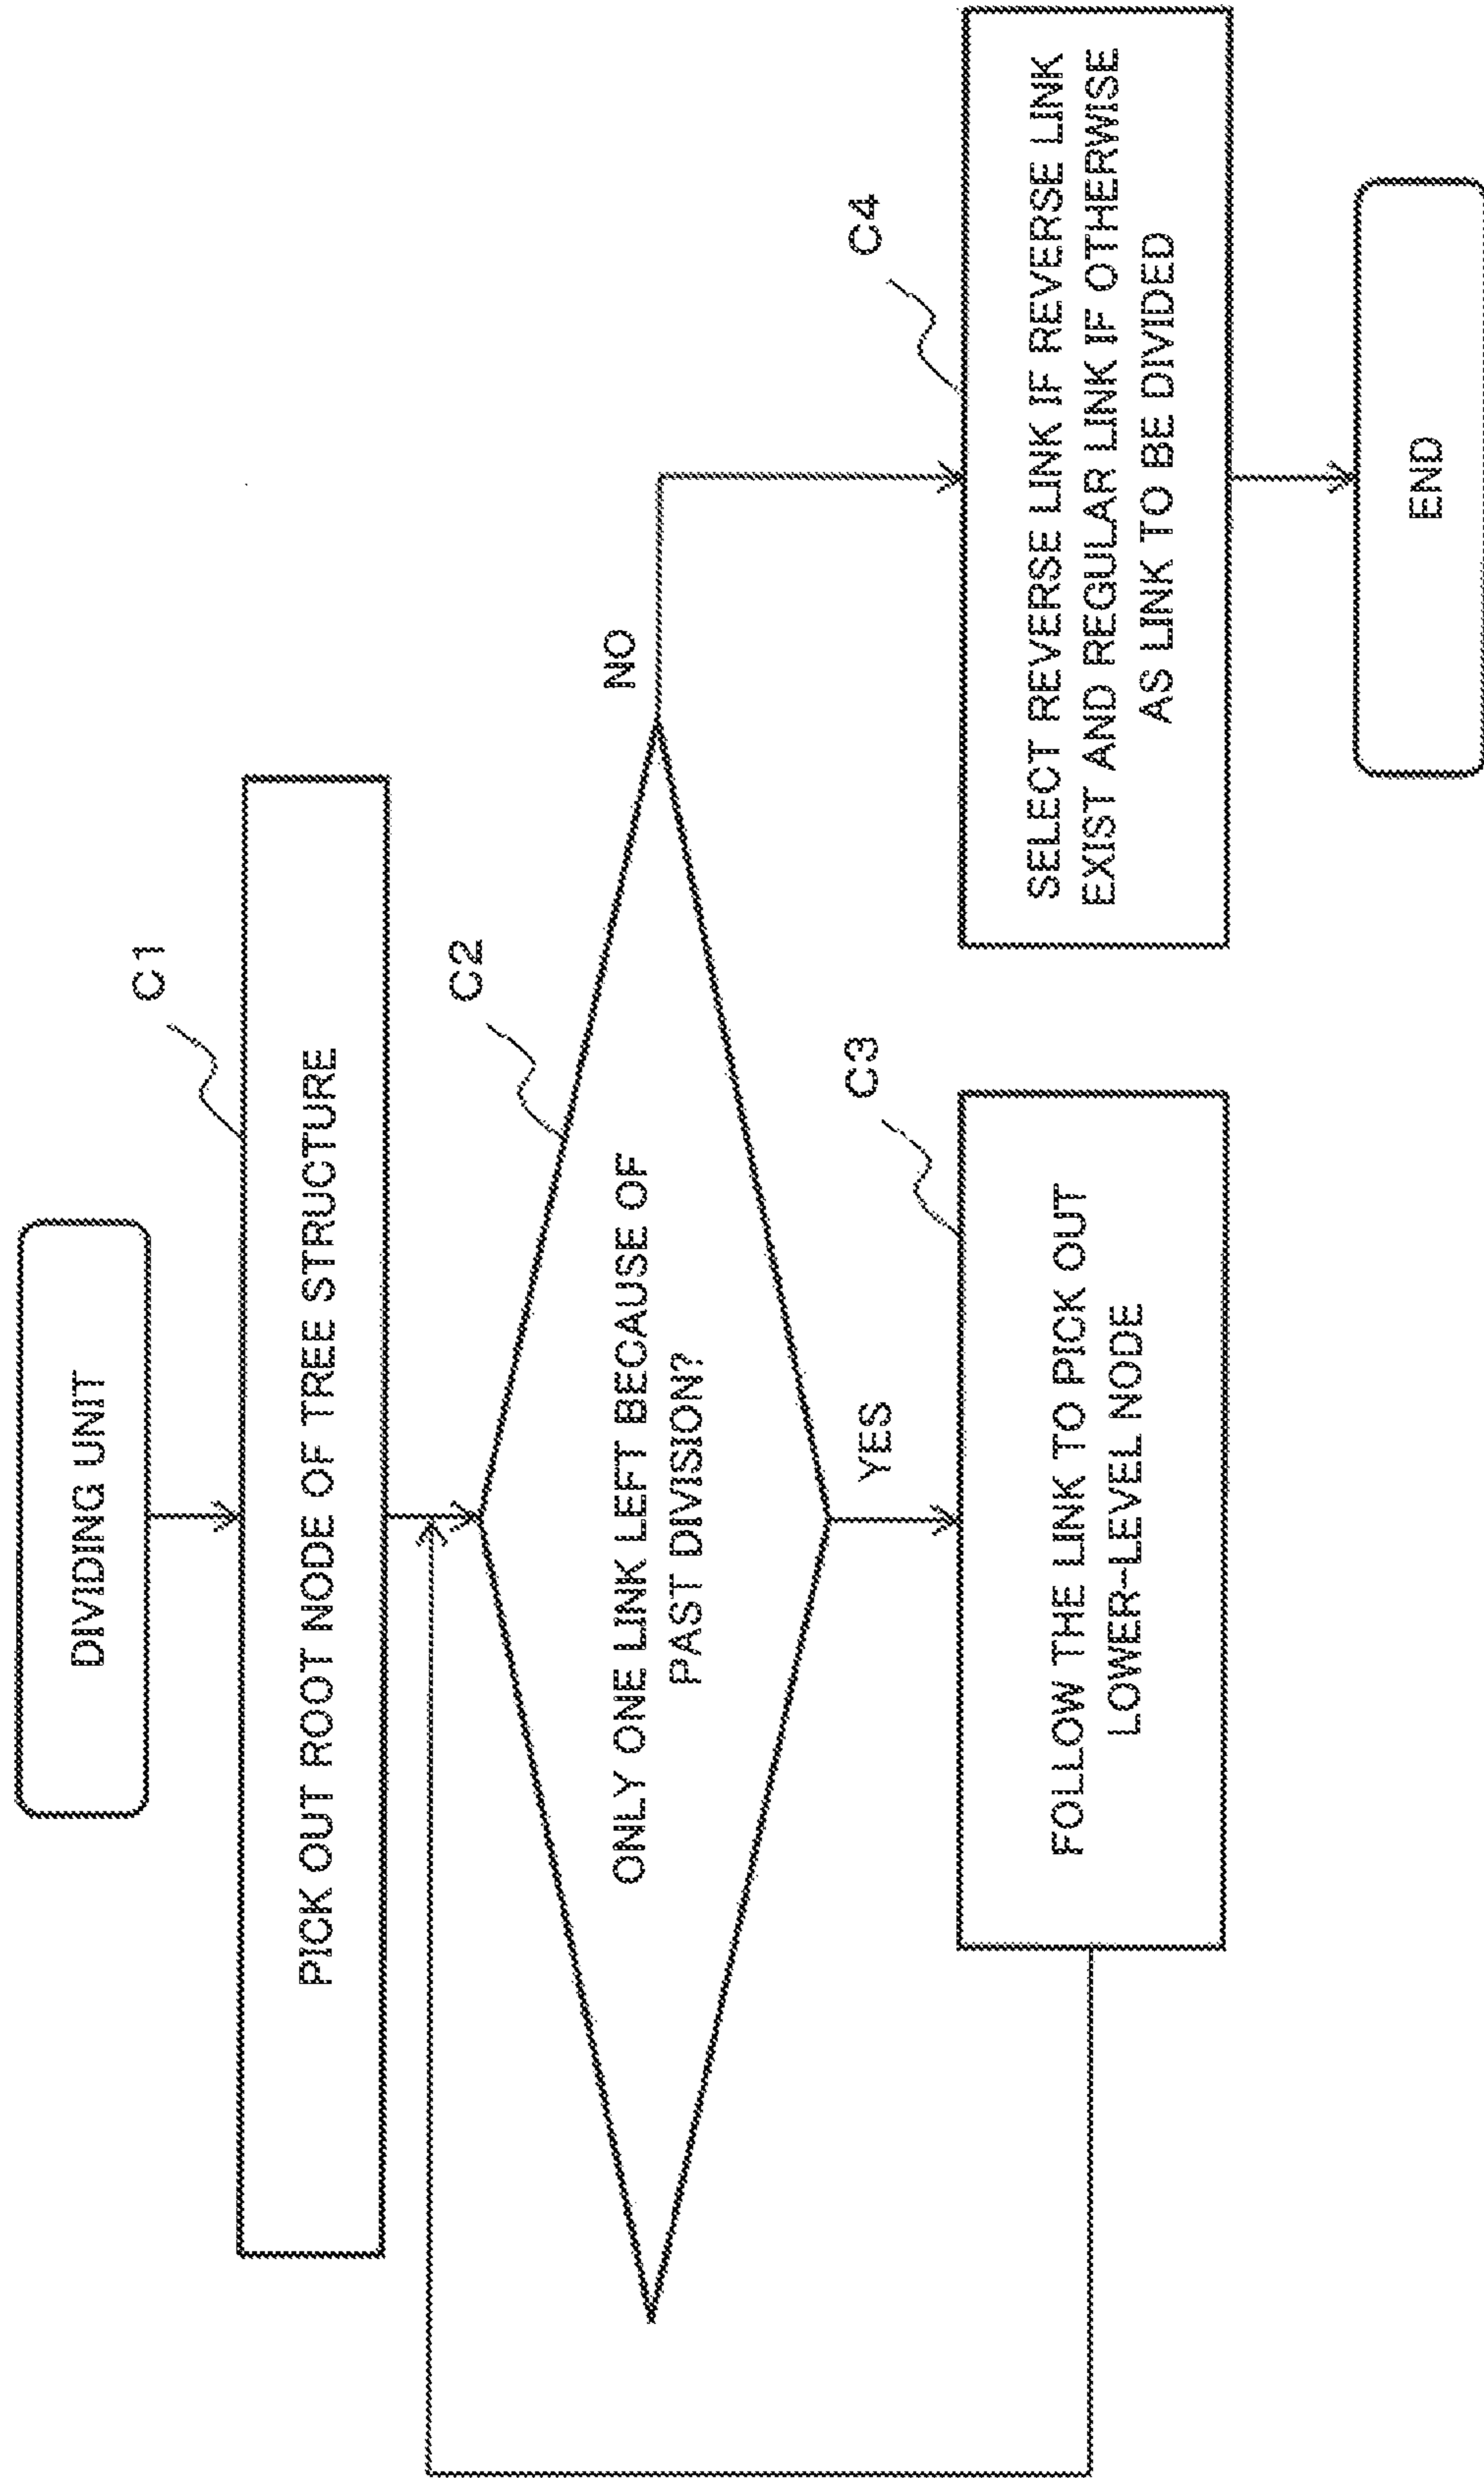 DIVIDING UNIT
C1
PICK OUT ROOT NODE OF TREE STRUCTURE
C2
ONLY ONE LINK LEFT BECAUSE OF
PAST DIVISION?
NO
YES
C3
FOLLOW THE LINK TO PICK OUT
LOWER-LEVEL NODE
C4
SELECT REVERSE LINK IF REVERSE LINK
EXIST AND REGULAR LINK IF OTHERWISE
AS LINK TO BE DIVIDED
END